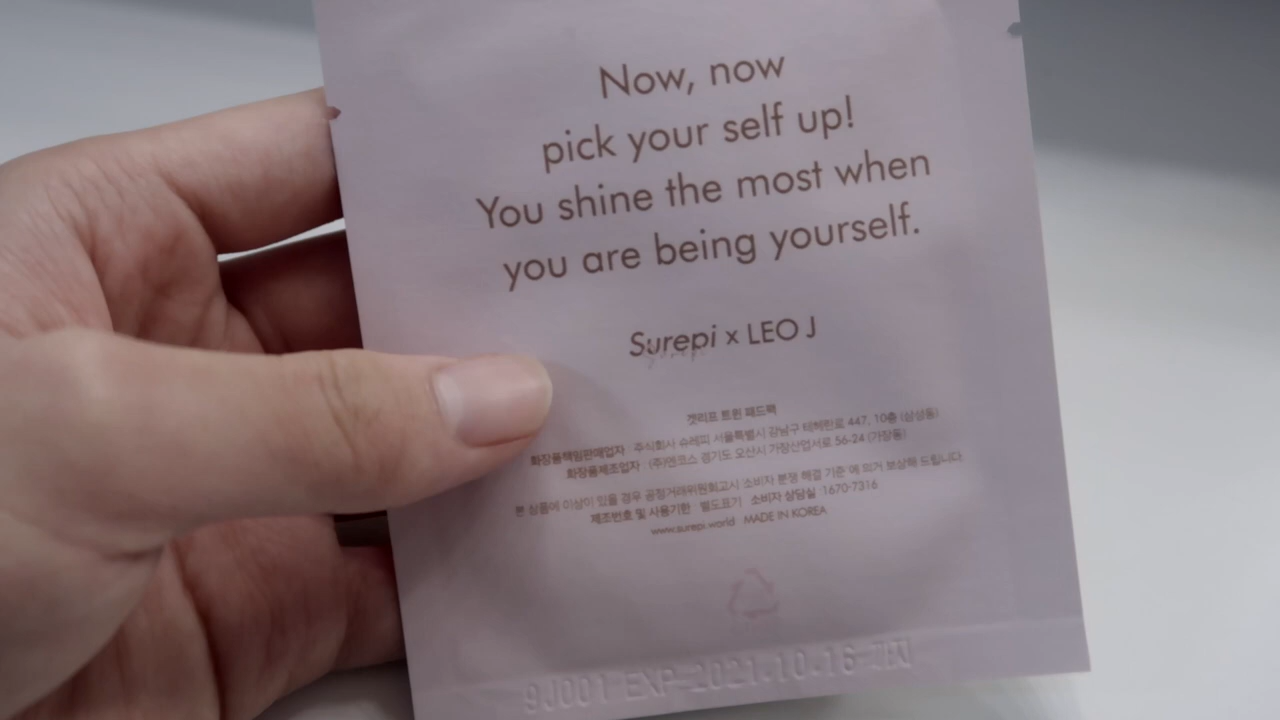 Now, now
pick your self up!
You shine the most when
you are being yourself.
Surepi x LEO J
겟리프 트윈 패드팩
화장품책임판매업자 주식회사 슈레피 서울특별시 강남구 테헤란로 447, 10층 (삼성동)
화장품제조업자 (주)엔코스 경기도 오산시 가장산업서로 56-24 (가장동)
본 상품에 이상이 있을 경우 공정거래위원회고시 '소비자 분쟁 해결 기준'에 의거 보상해 드립니다.
제조번호 및 사용기한 별도표기 소비자 상담실 1670-7316
www.surepi.world MADE IN KOREA
9J001 EXP 2021.10.16